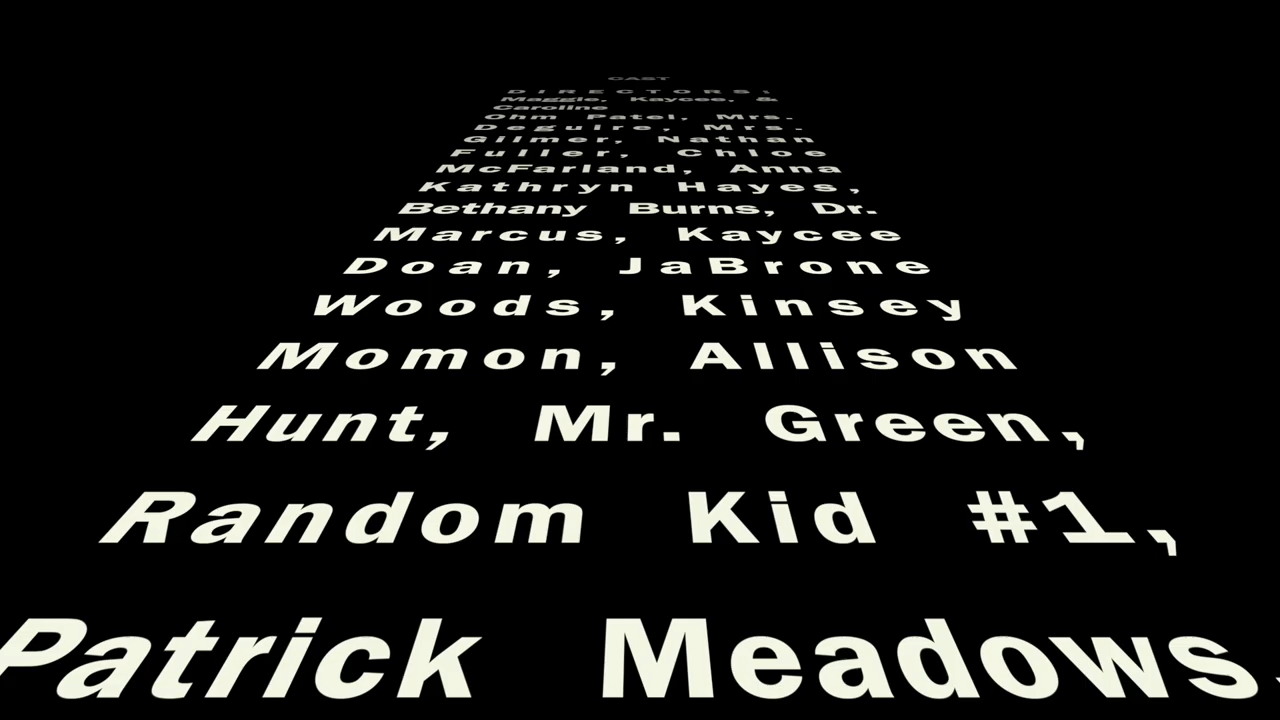 CAST
DIRECTORS:
Maggie, Kaycee, &
Caroline
Ohm Patel, Mrs.
Deguire, Mrs.
Gilmer, Nathan
Fuller, Chloe
McFarland, Anna
Kathryn Hayes,
Bethany Burns, Dr.
Marcus, Kaycee
Doan, JaBrone
Woods, Kinsey
Momon, Allison
Hunt, Mr. Green,
Random Kid #1,
Patrick Meadows,